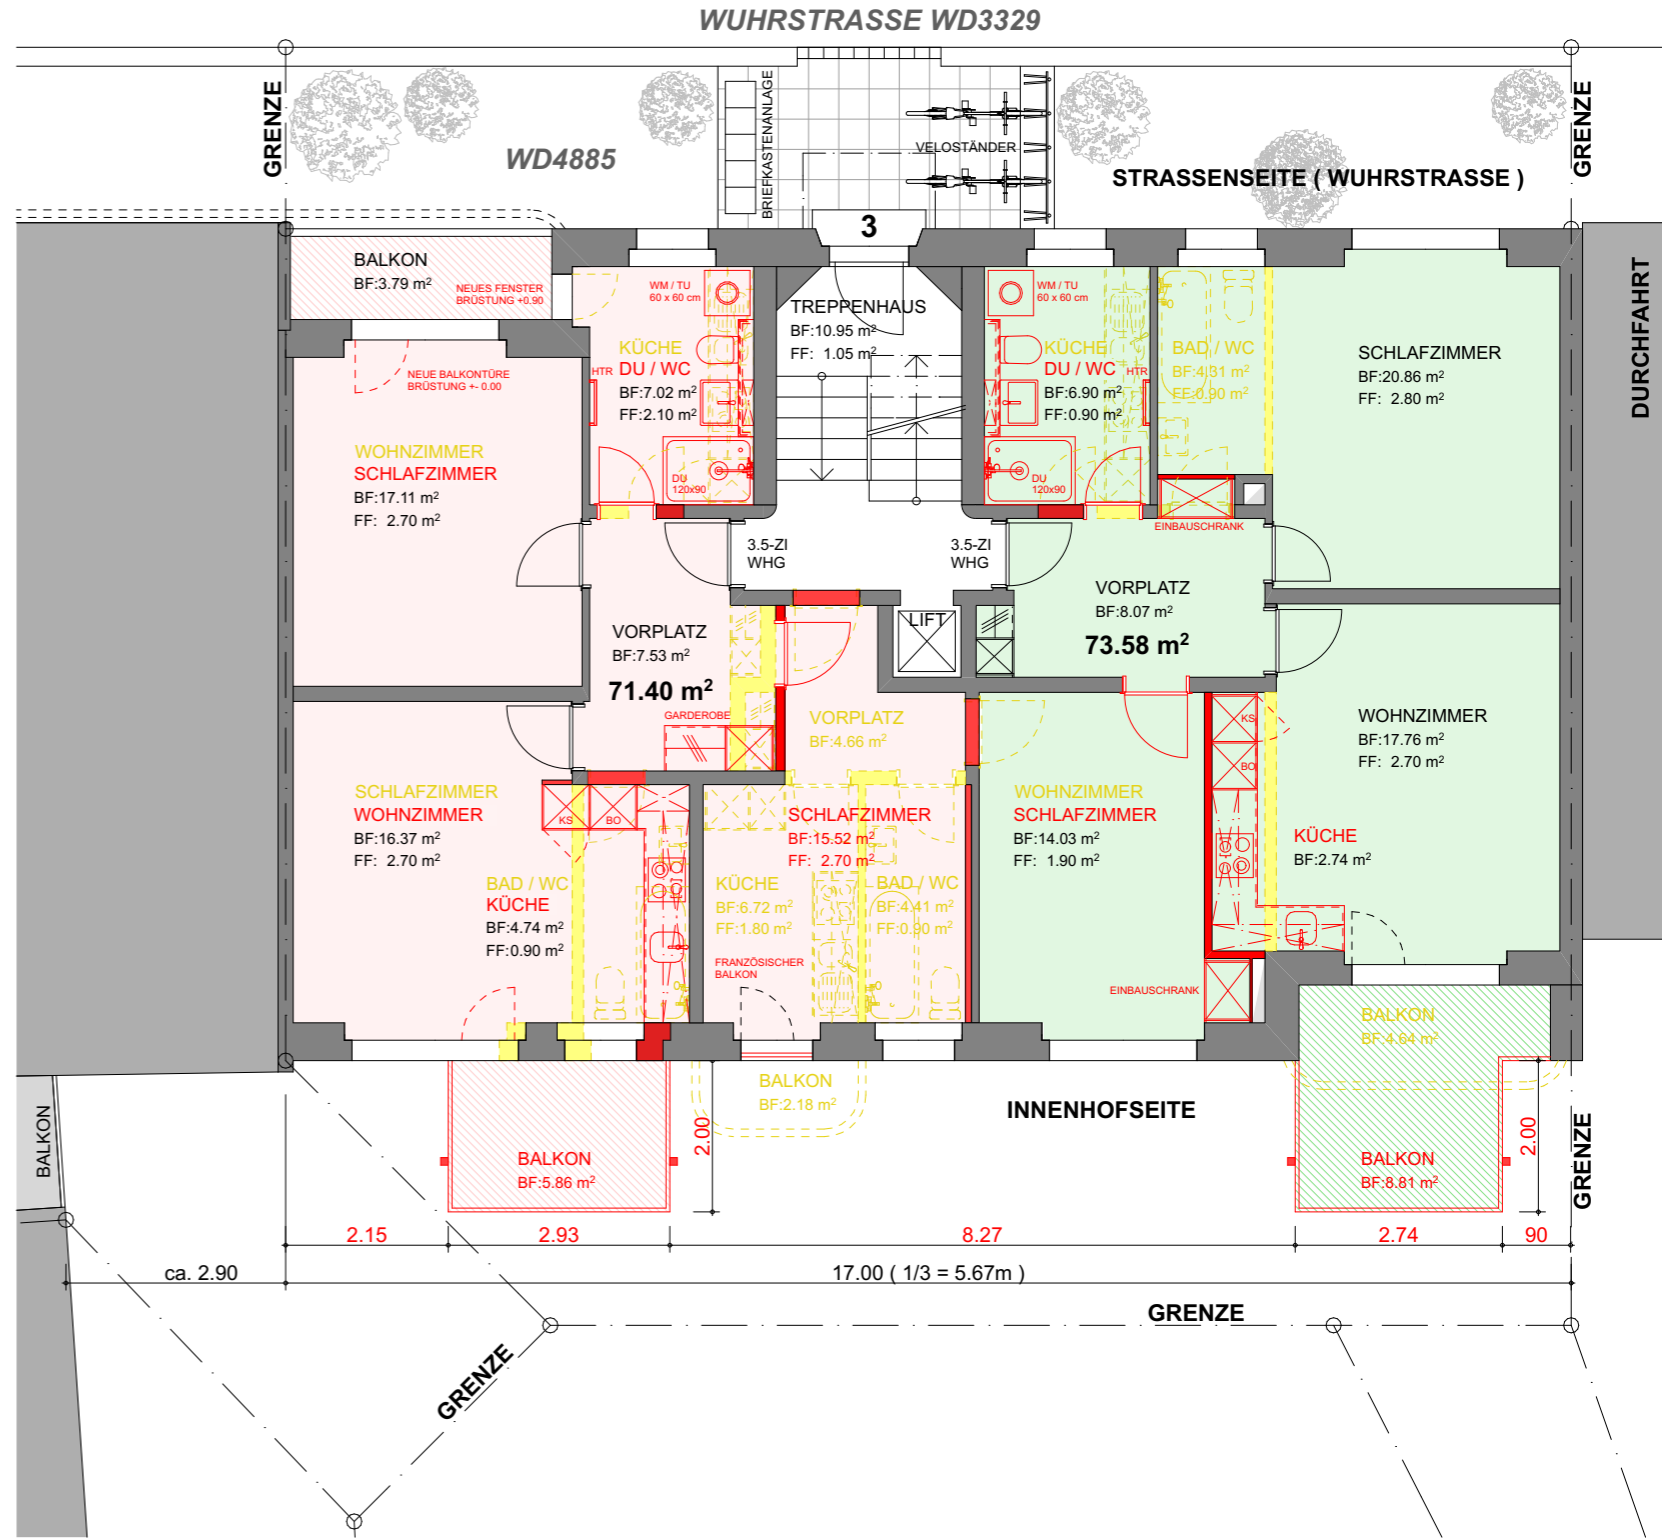 WUHRSTRASSE WD3329
GRENZE
WD4885
BRIEFKASTENANLAGE
VELOSTÄNDER
STRASSENSEITE ( WUHRSTRASSE )
GRENZE
3
DURCHFAHRT
BALKON
BF:3.79 m²
NEUES FENSTER
BRÜSTUNG +0.90
WM / TU
60 x 60 cm
TREPPENHAUS
BF:10.95 m²
FF: 1.05 m²
WM / TU
60 x 60 cm
KÜCHE
DU / WC
BF:7.02 m²
FF:2.10 m²
HTR
DU
120x90
KÜCHE
DU / WC
BF:6.90 m²
FF:0.90 m²
HTR
DU
120x90
BAD / WC
BF:4.31 m²
FF:0.90 m²
SCHLAFZIMMER
BF:20.86 m²
FF: 2.80 m²
NEUE BALKONTÜRE
BRÜSTUNG +- 0.00
WOHNZIMMER
SCHLAFZIMMER
BF:17.11 m²
FF: 2.70 m²
EINBAUSCHRANK
3.5-ZI
WHG
3.5-ZI
WHG
VORPLATZ
BF:7.53 m²
71.40 m²
GARDEROBE
LIFT
VORPLATZ
BF:8.07 m²
73.58 m²
VORPLATZ
BF:4.66 m²
KS
BO
WOHNZIMMER
BF:17.76 m²
FF: 2.70 m²
SCHLAFZIMMER
WOHNZIMMER
BF:16.37 m²
FF: 2.70 m²
KS
BO
SCHLAFZIMMER
BF:15.52 m²
FF: 2.70 m²
WOHNZIMMER
SCHLAFZIMMER
BF:14.03 m²
FF: 1.90 m²
KÜCHE
BF:2.74 m²
BAD / WC
KÜCHE
BF:4.74 m²
FF:0.90 m²
KÜCHE
BF:6.72 m²
FF:1.80 m²
BAD / WC
BF:4.41 m²
FF:0.90 m²
FRANZÖSISCHER
BALKON
EINBAUSCHRANK
BALKON
BF:4.64 m²
BALKON
BF:2.18 m²
INNENHOFSEITE
BALKON
2.00
2.00
BALKON
BF:5.86 m²
BALKON
BF:8.81 m²
GRENZE
2.15
2.93
8.27
2.74
90
ca. 2.90
17.00 ( 1/3 = 5.67m )
GRENZE
GRENZE